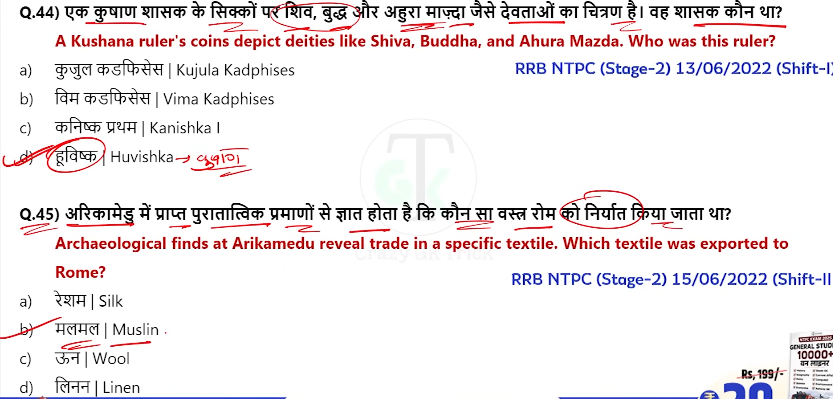 Q.44) एक कुषाण शासक के सिक्कों पर शिव, बुद्ध और अहुरा माज़्दा जैसे देवताओं का चित्रण है। वह शासक कौन था?
A Kushana ruler's coins depict deities like Shiva, Buddha, and Ahura Mazda. Who was this ruler?
a) कुजुल कडफिसेस | Kujula Kadphises
RRB NTPC (Stage-2) 13/06/2022 (Shift-I)
b) विम कडफिसेस | Vima Kadphises
c) कनिष्क प्रथम | Kanishka I
d) हूविष्क | Huvishka → कुषाण
Q.45) अरिकामेडु में प्राप्त पुरातात्विक प्रमाणों से ज्ञात होता है कि कौन सा वस्त्र रोम को निर्यात किया जाता था?
Archaeological finds at Arikamedu reveal trade in a specific textile. Which textile was exported to
Rome?
RRB NTPC (Stage-2) 15/06/2022 (Shift-II
a) रेशम | Silk
b) मलमल | Muslin
c) ऊन | Wool
d) लिनन | Linen
GENERAL STUDI
10000+
वन लाइनर
Rs, 199/-